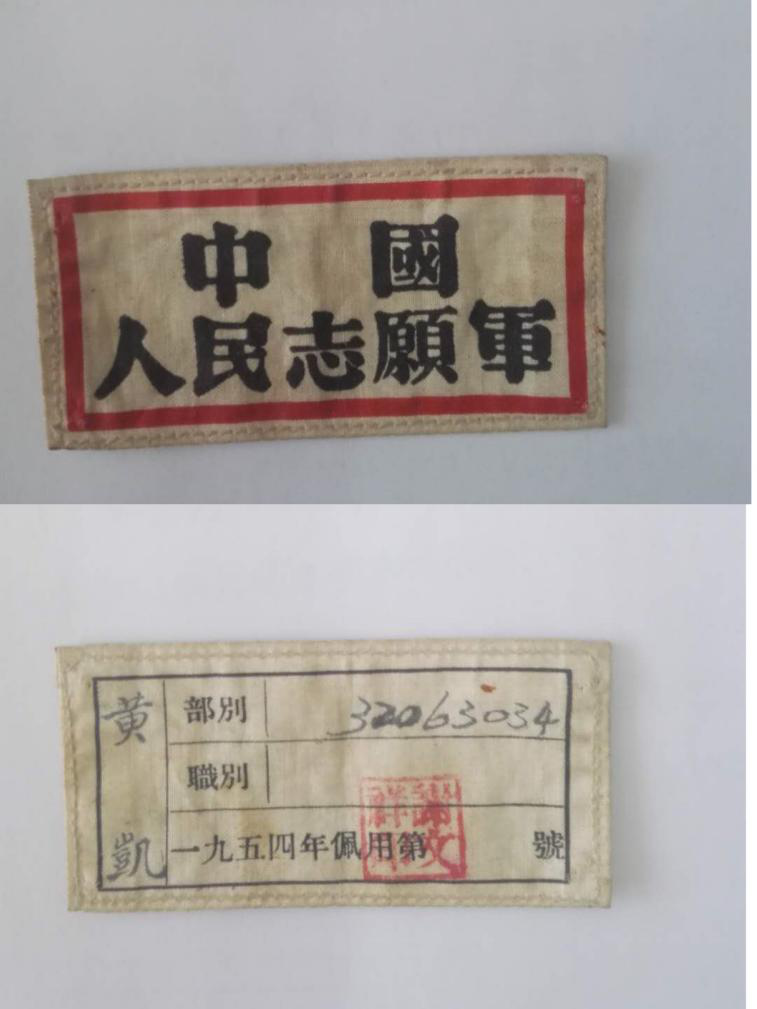 中國
人民志願軍
黄凱
部別 32063034
職別
一九五四年佩用第 號